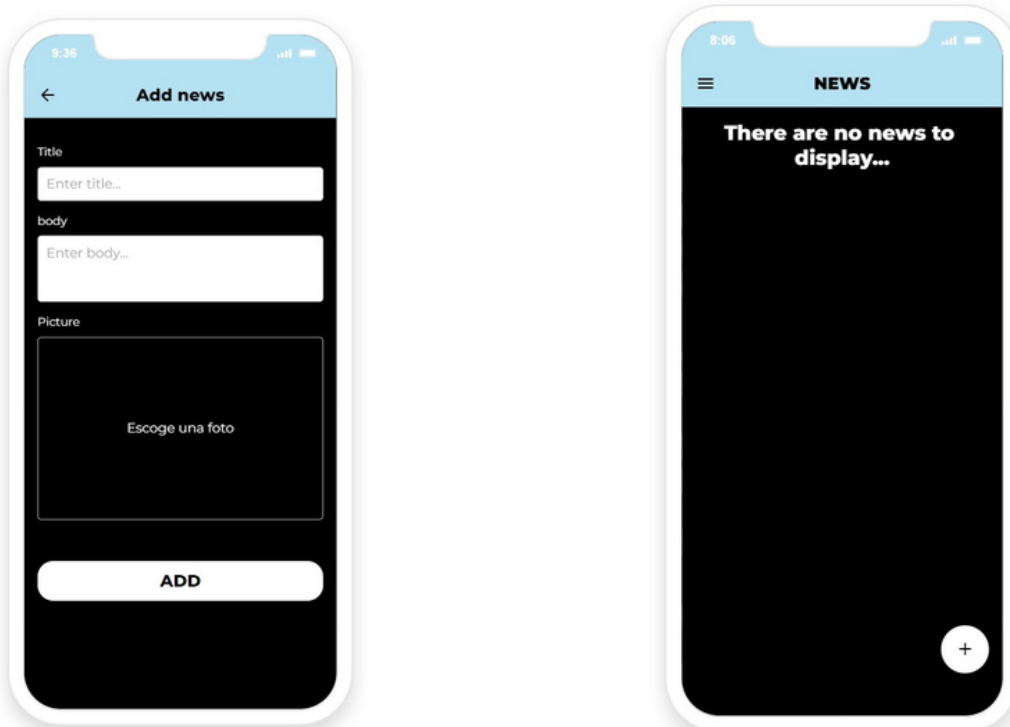 9:36
Add news
Title
Enter title...
body
Enter body...
Picture
Escoge una foto
ADD
8:06
NEWS
There are no news to
display...
+